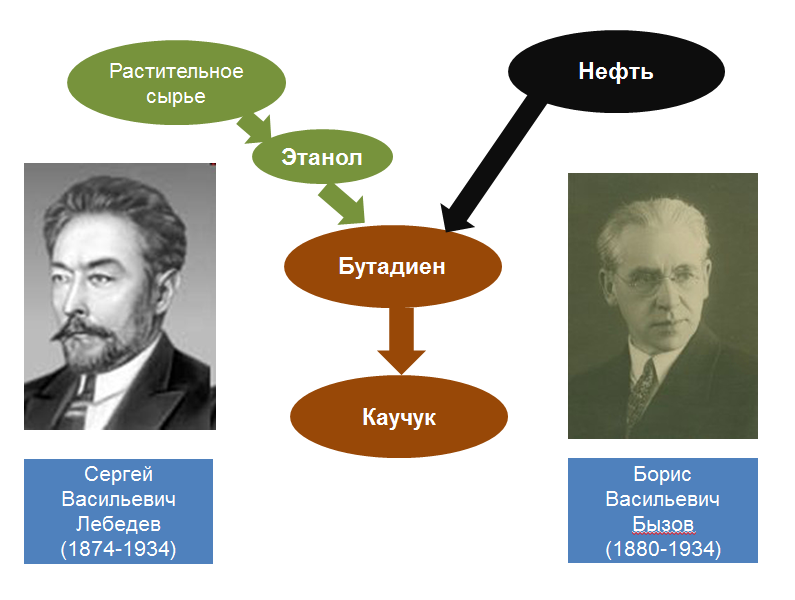 Растительное
сырье
Нефть
Этанол
Бутадиен
Каучук
Сергей
Васильевич
Лебедев
(1874-1934)
Борис
Васильевич
Бызов
(1880-1934)